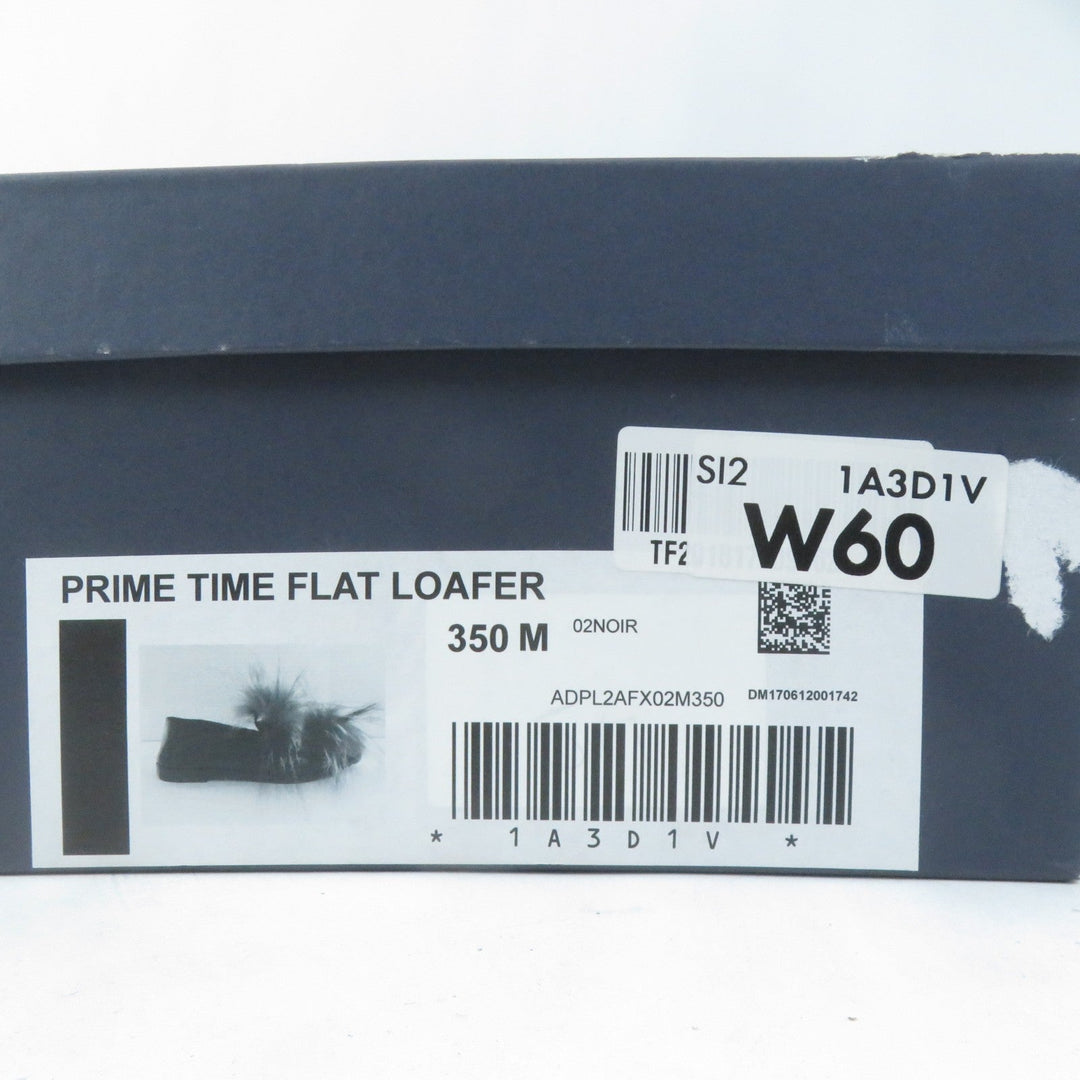 SI2 1A3D1V
W60
TF2
PRIME TIME FLAT LOAFER
350 M 02NOIR
ADPL2AFX02M350 DM170612001742
* 1A3D1V *